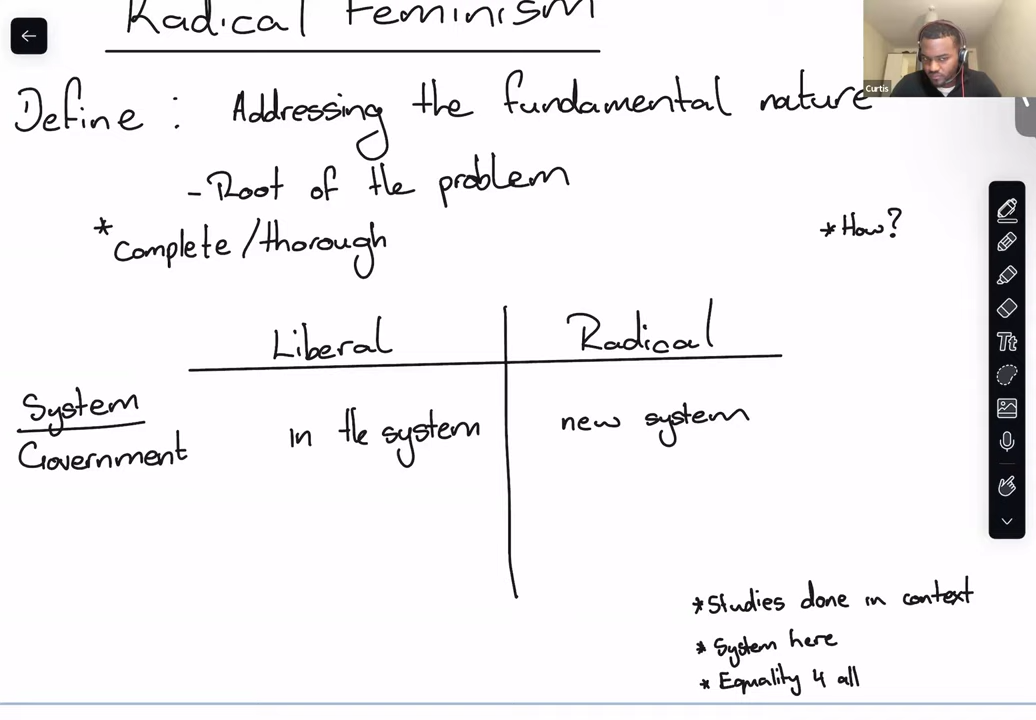 Radical Feminism
Curtis
Define : Addressing the fundamental nature
- Root of the problem
* Complete/thorough
* How?
Liberal Radical
System
Government
in the system new system
Tt
* Studies done in context
* System here
* Equality 4 all